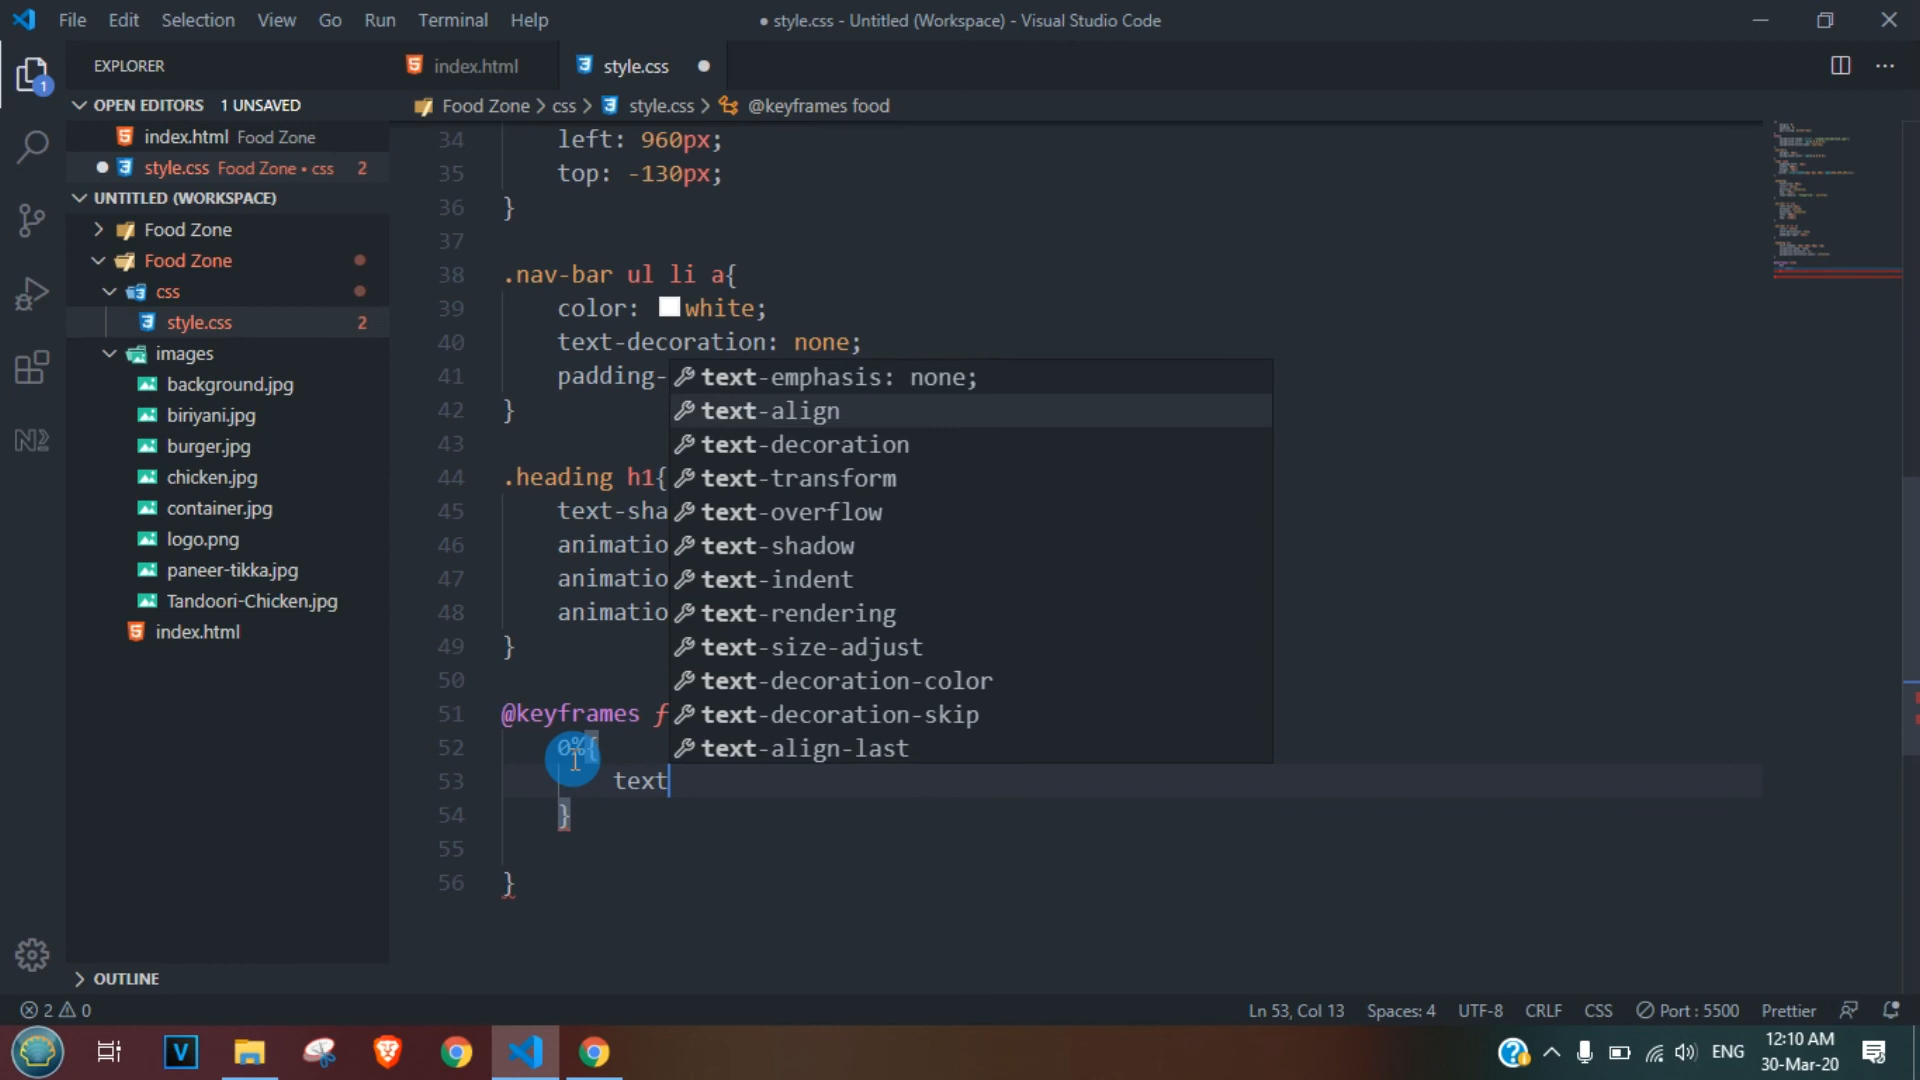 File Edit Selection View Go Run Terminal Help
● style.css - Untitled (Workspace) - Visual Studio Code
EXPLORER
index.html
style.css
OPEN EDITORS 1 UNSAVED
Food Zone > css > style.css > @keyframes food
index.html Food Zone
style.css Food Zone • css 2
UNTITLED (WORKSPACE)
Food Zone
Food Zone
css
style.css 2
images
background.jpg
biriyani.jpg
burger.jpg
chicken.jpg
container.jpg
logo.png
paneer-tikka.jpg
Tandoori-Chicken.jpg
index.html
OUTLINE
34 left: 960px;
35 top: -130px;
36 }
37
38 .nav-bar ul li a{
39 color: white;
40 text-decoration: none;
41 padding-
42 }
43
44 .heading h1{
45 text-sha
46 animatio
47 animatio
48 animatio
49 }
50
51 @keyframes f
52 0%{
53 text
54 }
55
56 }
text-emphasis: none;
text-align
text-decoration
text-transform
text-overflow
text-shadow
text-indent
text-rendering
text-size-adjust
text-decoration-color
text-decoration-skip
text-align-last
2 0
Ln 53, Col 13 Spaces: 4 UTF-8 CRLF CSS Port : 5500 Prettier
ENG
12:10 AM
30-Mar-20